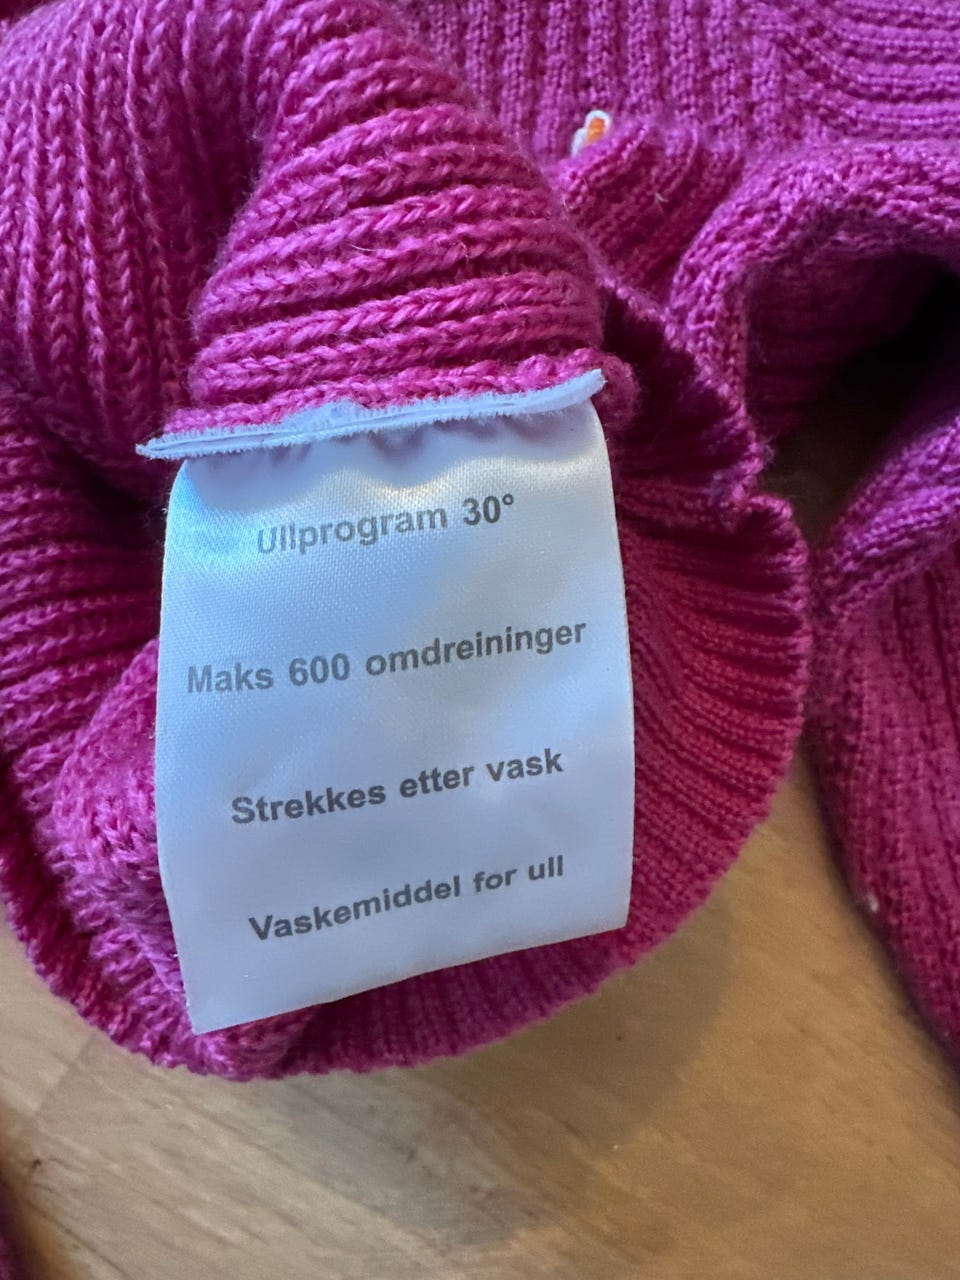 Ullprogram 30°
Maks 600 omdreininger
Strekkes etter vask
Vaskemiddel for ull